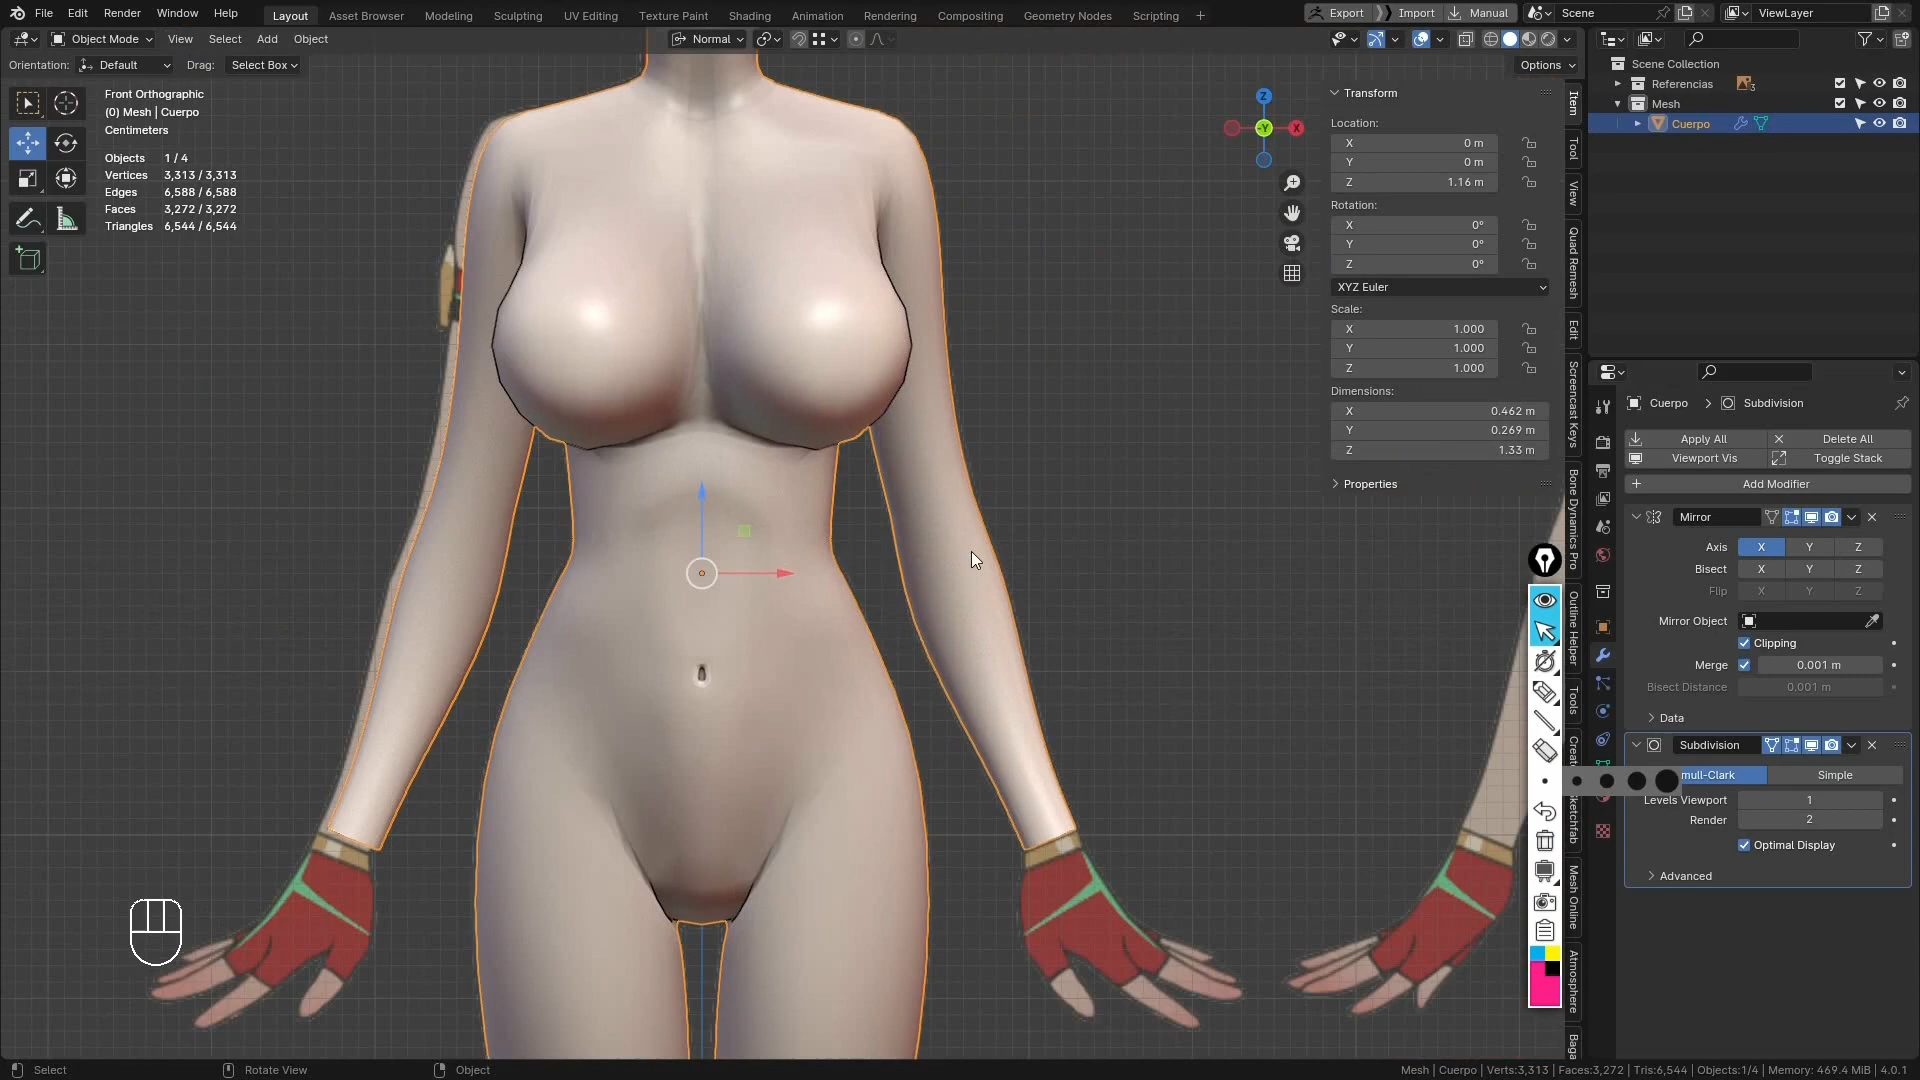 File Edit Render Window Help
Layout Asset Browser Modeling Sculpting UV Editing Texture Paint Shading Animation Rendering Compositing Geometry Nodes Scripting +
Export Import Manual Scene ViewLayer
Object Mode View Select Add Object
Normal
Orientation: Default Drag: Select Box
Options
Front Orthographic
(0) Mesh | Cuerpo
Centimeters
Objects 1 / 4
Vertices 3,313 / 3,313
Edges 6,588 / 6,588
Faces 3,272 / 3,272
Triangles 6,544 / 6,544
Z
-Y
X
Transform
Location:
X 0 m
Y 0 m
Z 1.16 m
Rotation:
X 0°
Y 0°
Z 0°
XYZ Euler
Scale:
X 1.000
Y 1.000
Z 1.000
Dimensions:
X 0.462 m
Y 0.269 m
Z 1.33 m
Properties
Item
Tool
View
Quad Remesh
Edit
Screencast Keys
Bone Dynamics Pro
Outline Helper
Tools
Create
Sketchfab
Mesh Online
Atmosphere
Baga
Scene Collection
Referencias 3
Mesh
Cuerpo
Cuerpo > Subdivision
Apply All Delete All
Viewport Vis Toggle Stack
Add Modifier
Mirror
Axis X Y Z
Bisect X Y Z
Flip X Y Z
Mirror Object
Clipping
Merge 0.001 m
Bisect Distance 0.001 m
Data
Subdivision
mull-Clark Simple
Levels Viewport 1
Render 2
Optimal Display
Advanced
Select Rotate View Object
Mesh | Cuerpo | Verts:3,313 | Faces:3,272 | Tris:6,544 | Objects:1/4 | Memory: 469.4 MiB | 4.0.1